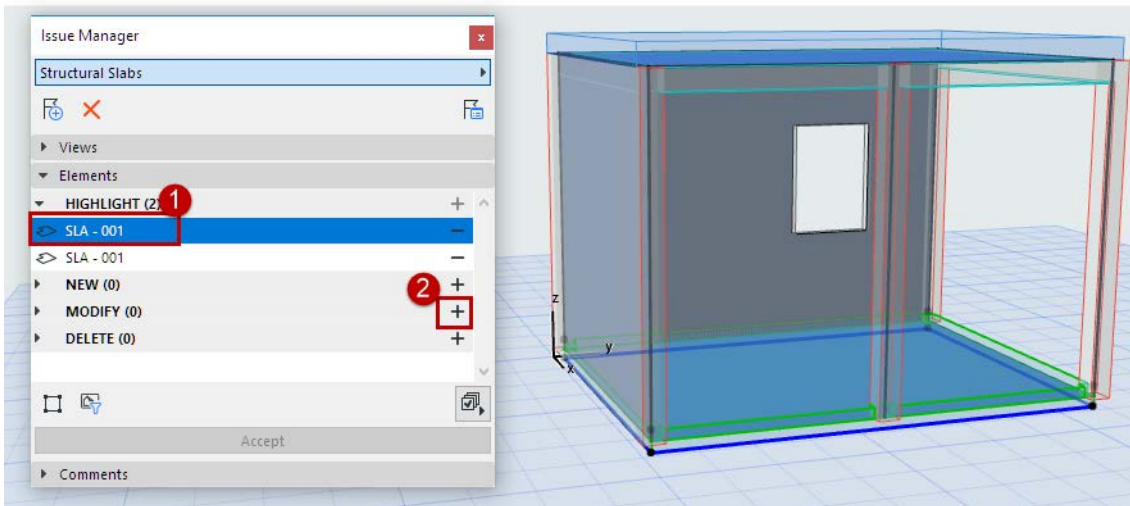 Issue Manager
x
Structural Slabs
Views
Elements
HIGHLIGHT (2)
1
SLA - 001
SLA - 001
NEW (0)
2
MODIFY (0)
DELETE (0)
Accept
Comments
z
y
x